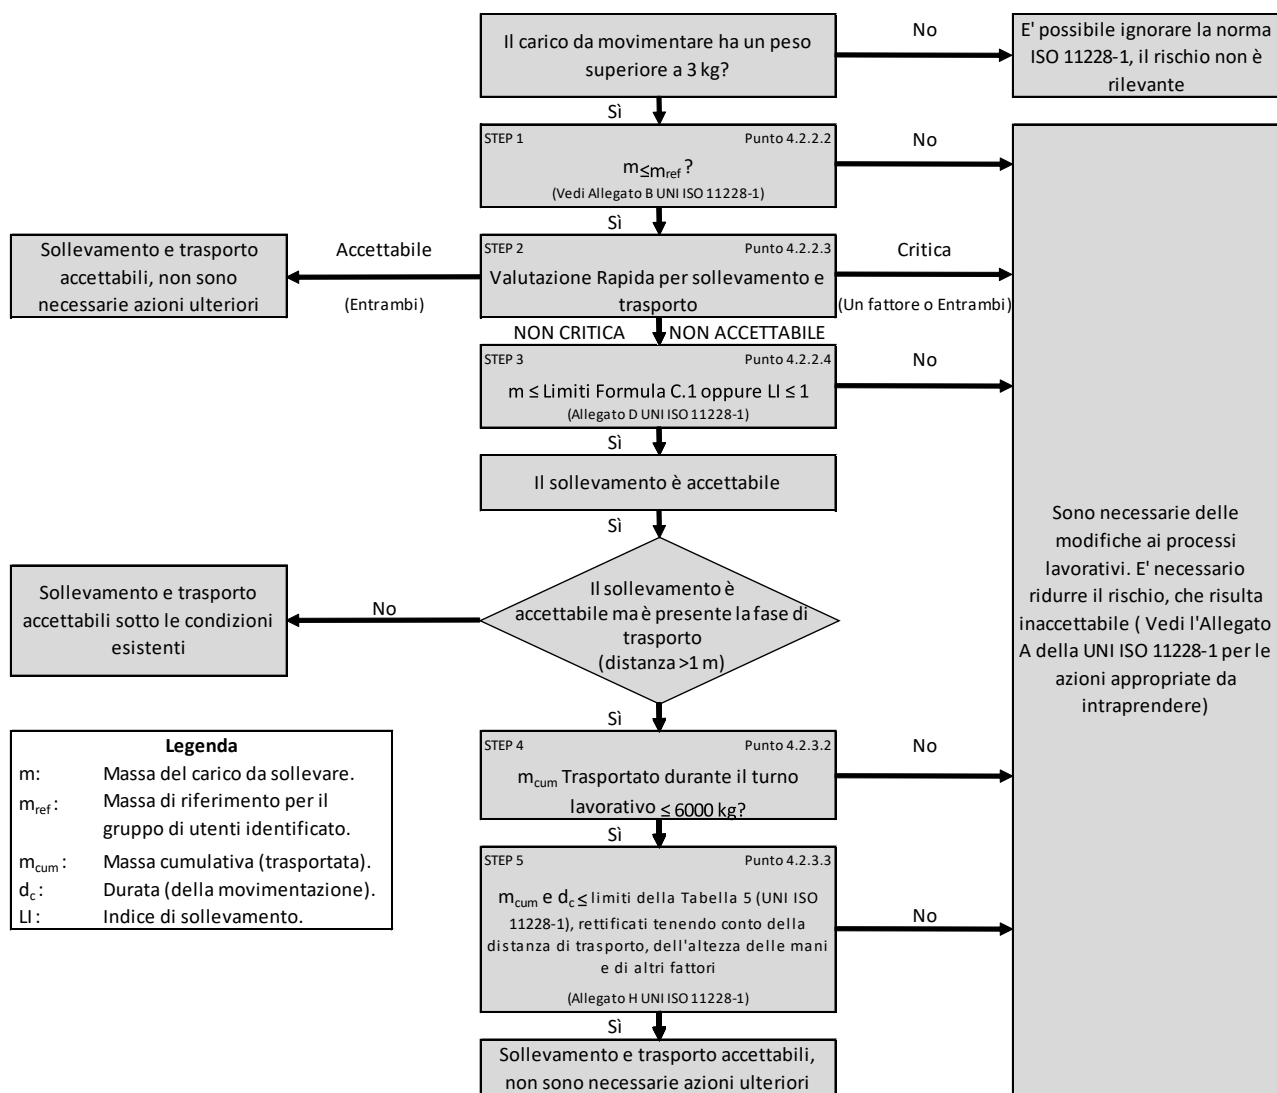 Il carico da movimentare ha un peso
superiore a 3 kg?
No
E' possibile ignorare la norma
ISO 11228-1, il rischio non è
rilevante
Sì
STEP 1 Punto 4.2.2.2
m≤mref ?
(Vedi Allegato B UNI ISO 11228-1)
No
Sì
Sollevamento e trasporto
accettabili, non sono
necessarie azioni ulteriori
Accettabile
(Entrambi)
STEP 2 Punto 4.2.2.3
Valutazione Rapida per sollevamento e
trasporto
Critica
(Un fattore o Entrambi)
NON CRITICA NON ACCETTABILE
STEP 3 Punto 4.2.2.4
m ≤ Limiti Formula C.1 oppure LI ≤ 1
(Allegato D UNI ISO 11228-1)
No
Sì
Il sollevamento è accettabile
Sì
Il sollevamento è
accettabile ma è presente la fase di
trasporto
(distanza >1 m)
No
Sollevamento e trasporto
accettabili sotto le condizioni
esistenti
Sono necessarie delle
modifiche ai processi
lavorativi. E' necessario
ridurre il rischio, che risulta
inaccettabile ( Vedi l'Allegato
A della UNI ISO 11228-1 per le
azioni appropriate da
intraprendere)
Sì
STEP 4 Punto 4.2.3.2
mcum Trasportato durante il turno
lavorativo ≤ 6000 kg?
No
Sì
STEP 5 Punto 4.2.3.3
mcum e dc ≤ limiti della Tabella 5 (UNI ISO
11228-1), rettificati tenendo conto della
distanza di trasporto, dell'altezza delle mani
e di altri fattori
(Allegato H UNI ISO 11228-1)
No
Sì
Sollevamento e trasporto accettabili,
non sono necessarie azioni ulteriori
Legenda
m: Massa del carico da sollevare.
mref : Massa di riferimento per il
gruppo di utenti identificato.
mcum : Massa cumulativa (trasportata).
dc : Durata (della movimentazione).
LI : Indice di sollevamento.